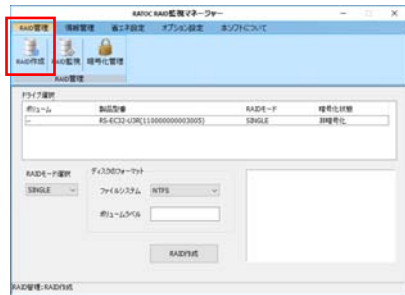 RATOC RAID監視マネージャー
RAID管理 情報管理 省エネ設定 オプション設定 本ソフトについて
RAID作成 RAID監視 暗号化管理
RAID管理
ドライブ選択
ボリューム 製品型番 RAIDモード 暗号化状態
-- RS-EC32-U3R(110000000003005) SINGLE 非暗号化
RAIDモード選択 ディスクのフォーマット
SINGLE ファイルシステム NTFS
ボリュームラベル
RAID作成
RAID管理:RAID作成